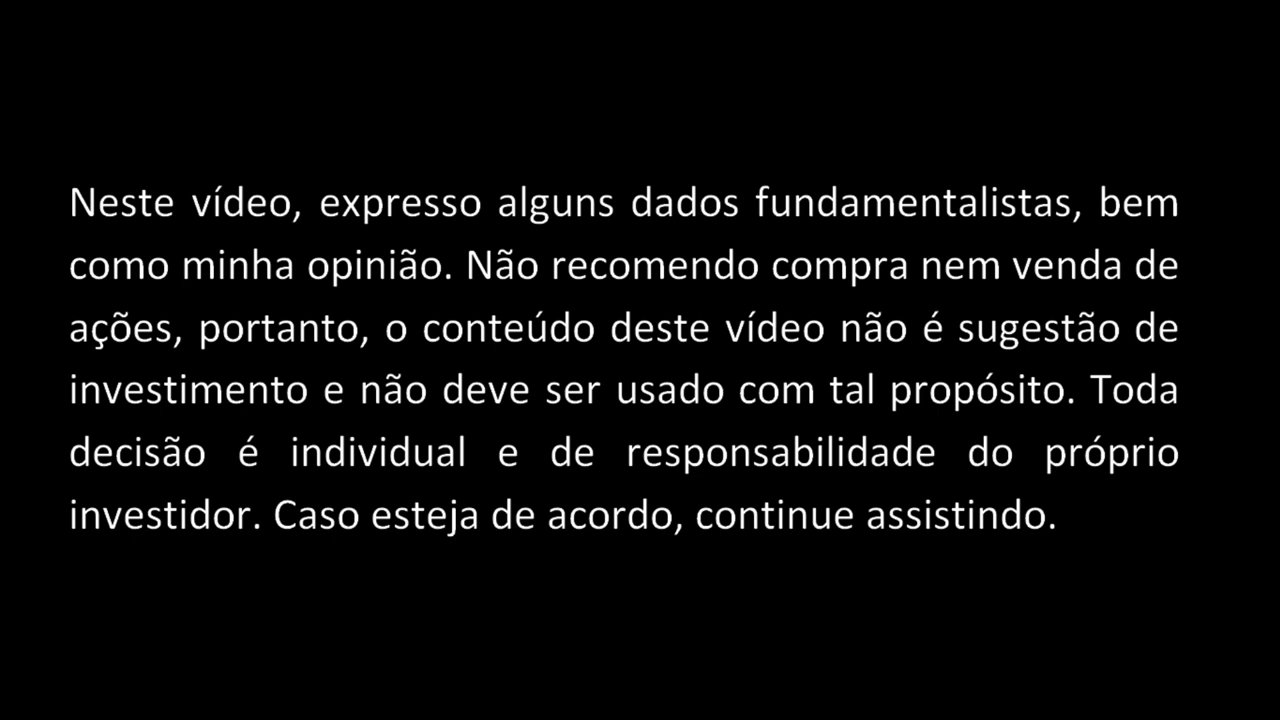 Neste vídeo, expresso alguns dados fundamentalistas, bem
como minha opinião. Não recomendo compra nem venda de
ações, portanto, o conteúdo deste vídeo não é sugestão de
investimento e não deve ser usado com tal propósito. Toda
decisão é individual e de responsabilidade do próprio
investidor. Caso esteja de acordo, continue assistindo.